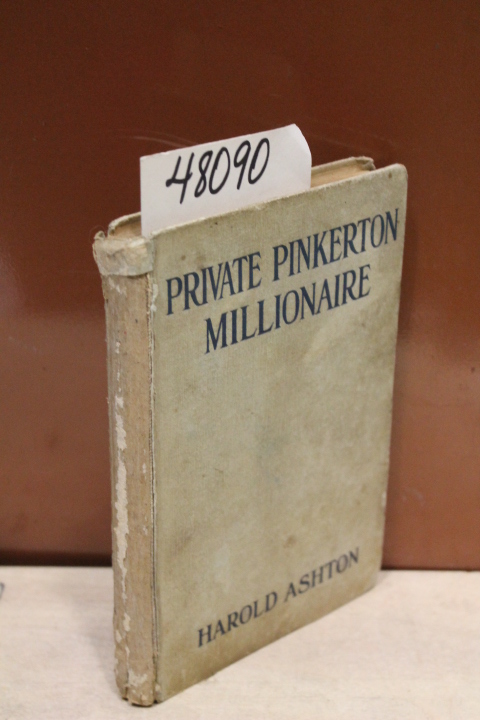 48090
PRIVATE PINKERTON
MILLIONAIRE
HAROLD ASHTON